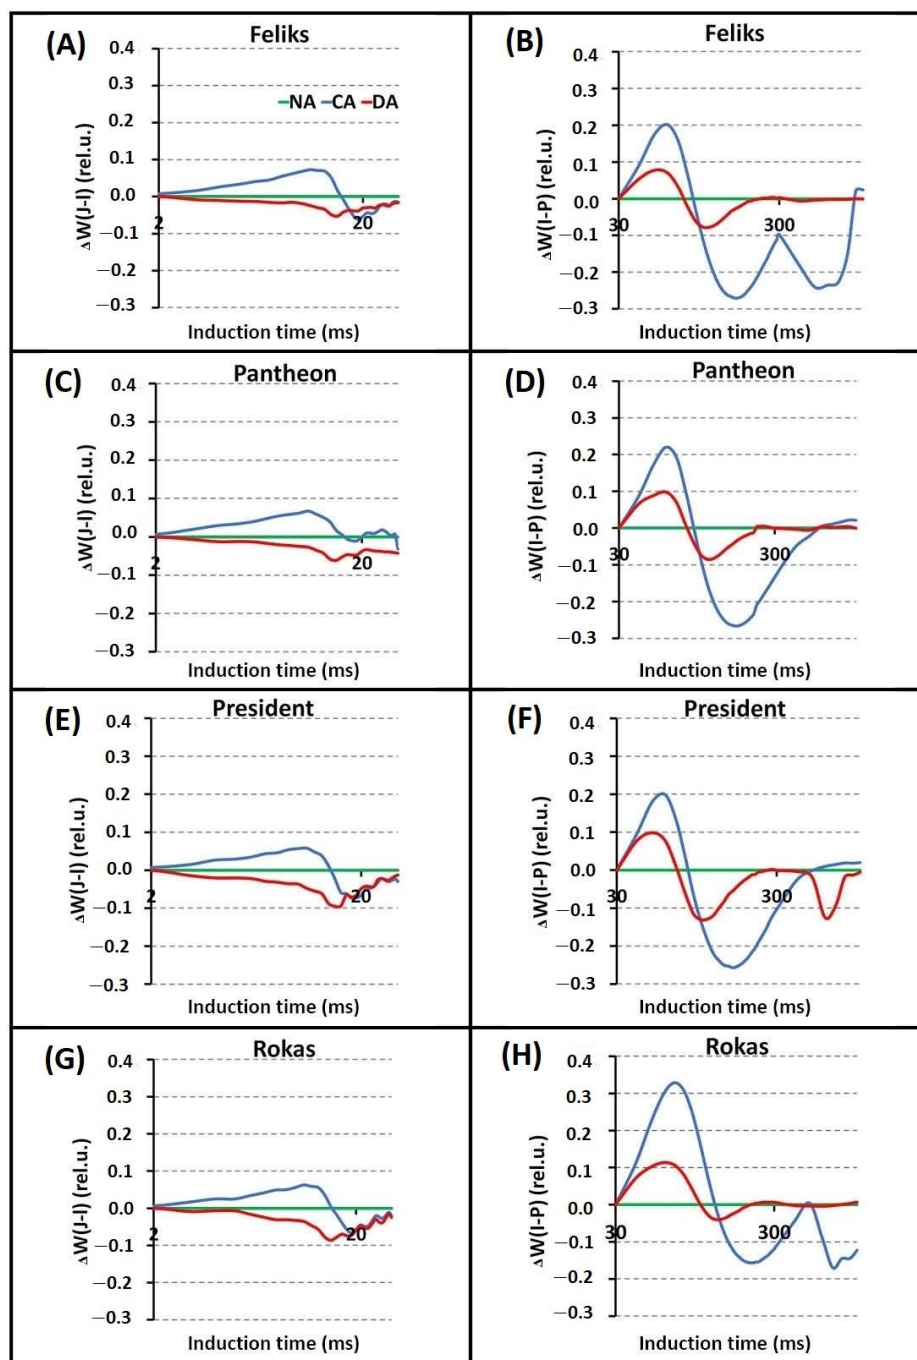 (A)
Feliks
0.4
0.3
0.2
0.1
0.0
−0.1
−0.2
−0.3
ΔW(J-I) (rel.u.)
NA CA DA
2
20
Induction time (ms)
(B)
Feliks
0.4
0.3
0.2
0.1
0.0
−0.1
−0.2
−0.3
ΔW(I-P) (rel.u.)
30
300
Induction time (ms)
(C)
Pantheon
0.4
0.3
0.2
0.1
0.0
−0.1
−0.2
−0.3
ΔW(J-I) (rel.u.)
2
20
Induction time (ms)
(D)
Pantheon
0.4
0.3
0.2
0.1
0.0
−0.1
−0.2
−0.3
ΔW(I-P) (rel.u.)
30
300
Induction time (ms)
(E)
President
0.4
0.3
0.2
0.1
0.0
−0.1
−0.2
−0.3
ΔW(J-I) (rel.u.)
2
20
Induction time (ms)
(F)
President
0.4
0.3
0.2
0.1
0.0
−0.1
−0.2
−0.3
ΔW(I-P) (rel.u.)
30
300
Induction time (ms)
(G)
Rokas
0.4
0.3
0.2
0.1
0.0
−0.1
−0.2
−0.3
ΔW(J-I) (rel.u.)
2
20
Induction time (ms)
(H)
Rokas
0.4
0.3
0.2
0.1
0.0
−0.1
−0.2
−0.3
ΔW(I-P) (rel.u.)
30
300
Induction time (ms)